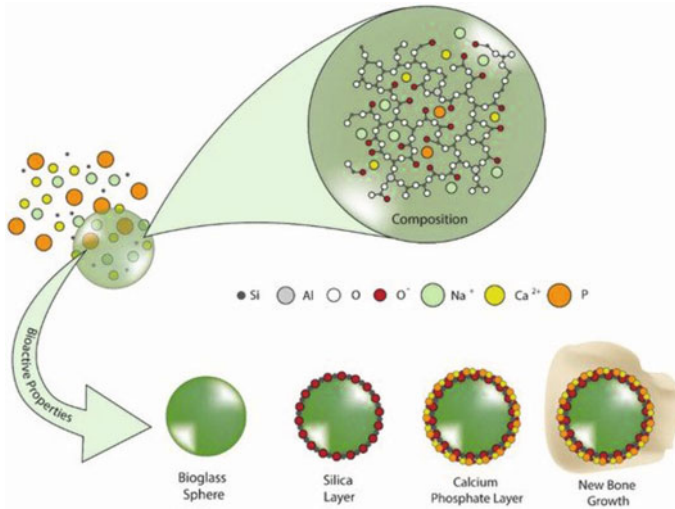 Composition
Si Al O O⁻ Na⁺ Ca²⁺ P
Bioactive Properties
Bioglass
Sphere
Silica
Layer
Calcium
Phosphate Layer
New Bone
Growth